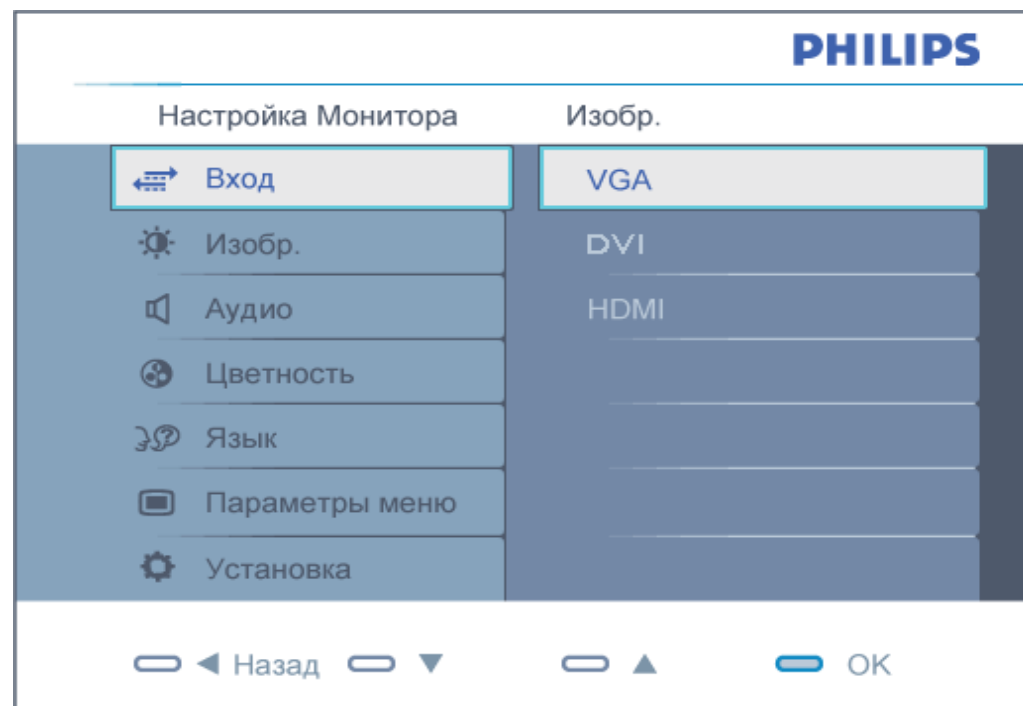 PHILIPS
Настройка Монитора Изобр.
Вход VGA
Изобр. DVI
Аудио HDMI
Цветность
Язык
Параметры меню
Установка
Назад OK